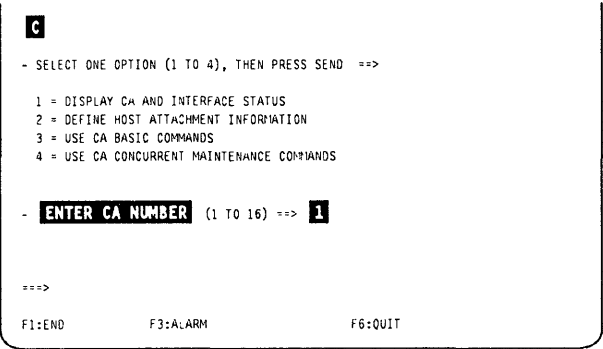 C
- SELECT ONE OPTION (1 TO 4), THEN PRESS SEND ==>
1 = DISPLAY CA AND INTERFACE STATUS
2 = DEFINE HOST ATTACHMENT INFORMATION
3 = USE CA BASIC COMMANDS
4 = USE CA CONCURRENT MAINTENANCE COMMANDS
- ENTER CA NUMBER (1 TO 16) ==> 1
===>
F1:END F3:ALARM F6:QUIT